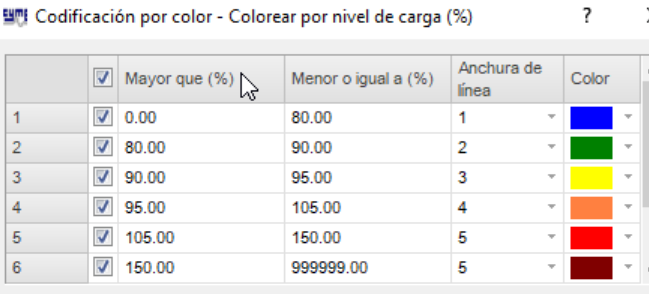 Codificación por color - Colorear por nivel de carga (%) ?
Mayor que (%) Menor o igual a (%) Anchura de línea Color
1 0.00 80.00 1
2 80.00 90.00 2
3 90.00 95.00 3
4 95.00 105.00 4
5 105.00 150.00 5
6 150.00 999999.00 5